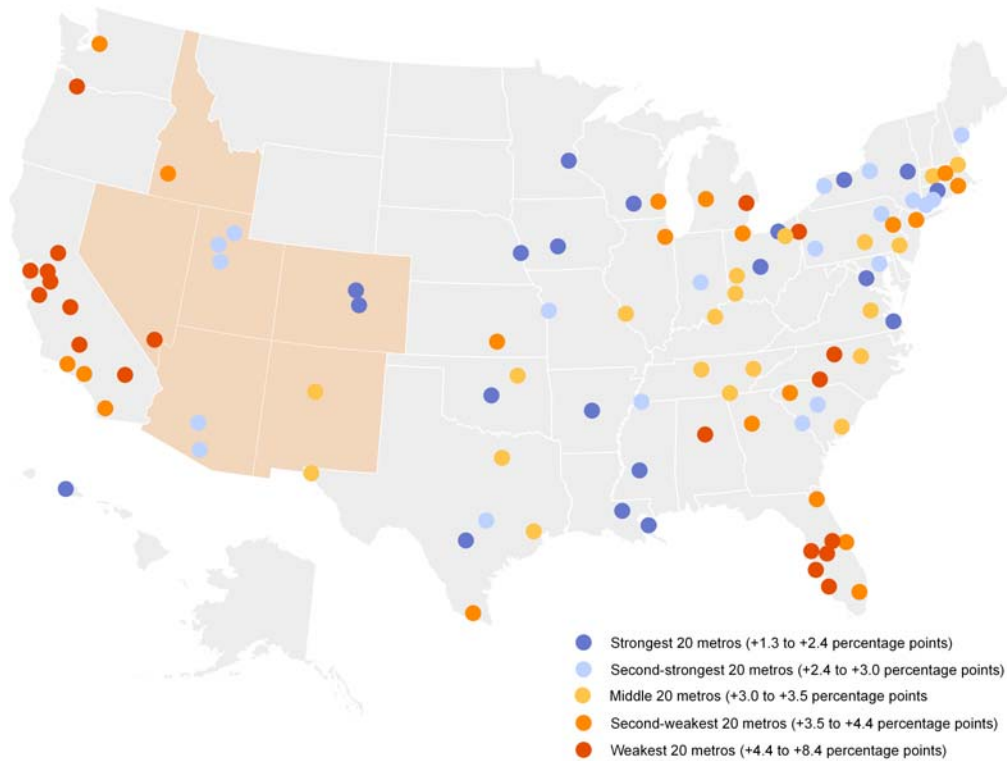 Strongest 20 metros (+1.3 to +2.4 percentage points)
Second-strongest 20 metros (+2.4 to +3.0 percentage points)
Middle 20 metros (+3.0 to +3.5 percentage points
Second-weakest 20 metros (+3.5 to +4.4 percentage points)
Weakest 20 metros (+4.4 to +8.4 percentage points)